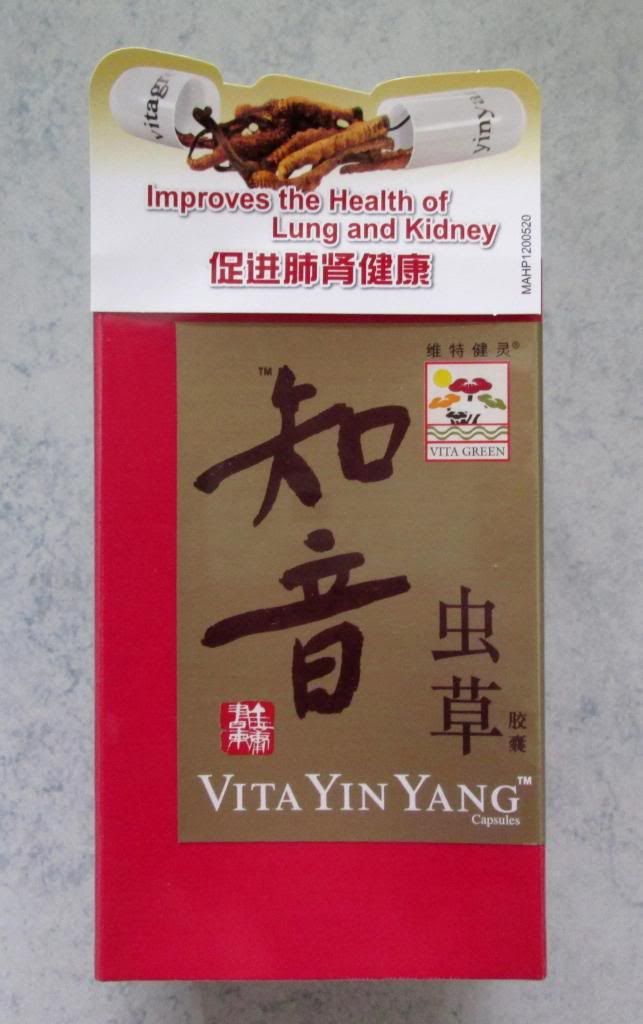 vitagr
yinya
Improves the Health of
Lung and Kidney
促进肺肾健康
MAHP1200520
维特健灵®
VITA GREEN
™
知音
虫草
胶囊
VITA YIN YANG™
Capsules